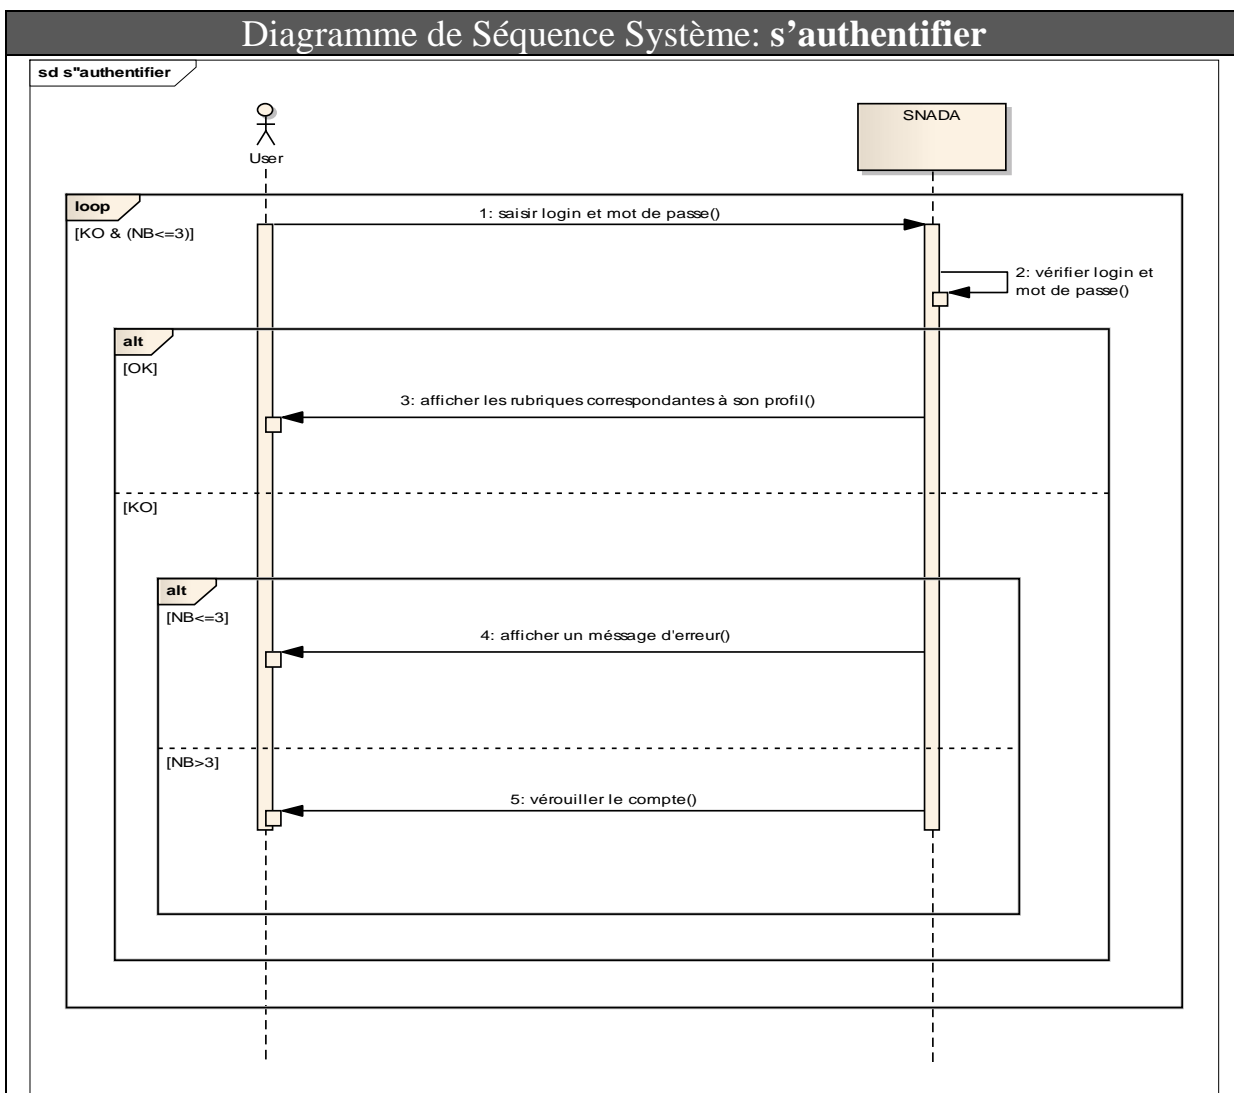 Diagramme de Séquence Système: s’authentifier
sd s"authentifier
User
SNADA
loop
[KO & (NB<=3)]
1: saisir login et mot de passe()
2: vérifier login et
mot de passe()
alt
[OK]
3: afficher les rubriques correspondantes à son profil()
[KO]
alt
[NB<=3]
4: afficher un méssage d'erreur()
[NB>3]
5: vérouiller le compte()